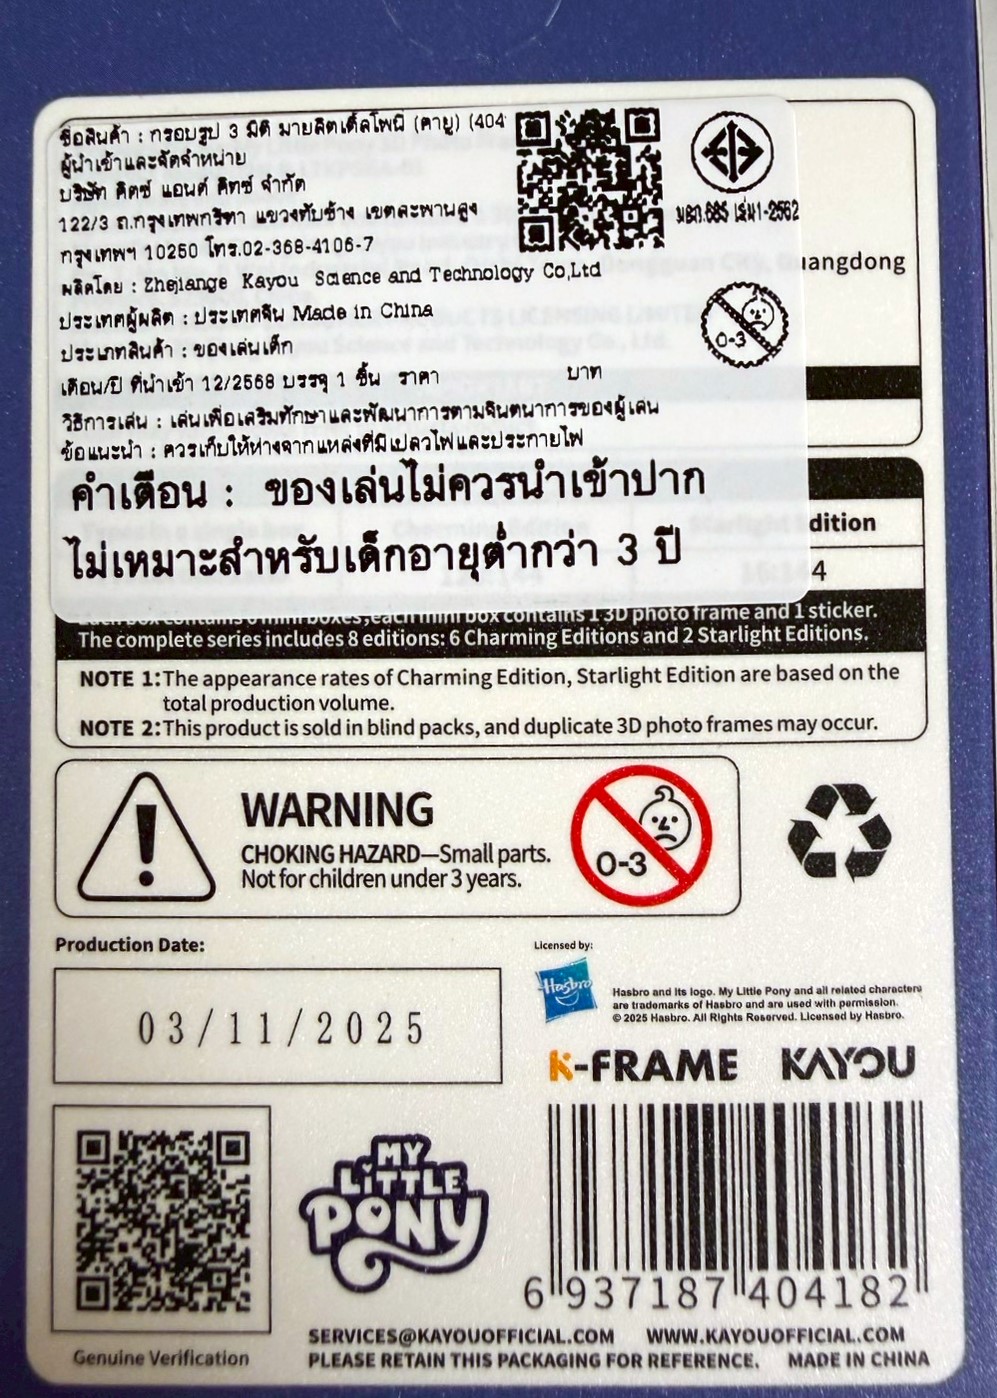 ชื่อสินค้า : กรอบรูป 3 มิติ มายลิตเติ้ลโพนี่ (คายู) (404
ผู้นำเข้าและจัดจำหน่าย
บริษัท คิตซ์ แอนด์ คิตซ์ จำกัด
122/3 ถ.กรุงเทพกรีฑา แขวงทับช้าง เขตสะพานสูง
กรุงเทพฯ 10250 โทร.02-368-4106-7
ผลิตโดย : Zhejiange Kayou Science and Technology Co,Ltd
ประเทศผู้ผลิต : ประเทศจีน Made in China
ประเภทสินค้า : ของเล่นเด็ก
เดือน/ปี ที่นำเข้า 12/2568 บรรจุ 1 ชิ้น ราคา บาท
วิธีการเล่น : เล่นเพื่อเสริมทักษาและพัฒนาการตามจินตนาการของผู้เล่น
ข้อแนะนำ : ควรเก็บให้ห่างจากแหล่งที่มีเปลวไฟและประกายไฟ
คำเตือน : ของเล่นไม่ควรนำเข้าปาก
ไม่เหมาะสำหรับเด็กอายุต่ำกว่า 3 ปี
มอก.685 เล่ม1-2562
0-3
uangdong
dition
4
Each box contains 6 mini boxes, each mini box contains 1 3D photo frame and 1 sticker.
The complete series includes 8 editions: 6 Charming Editions and 2 Starlight Editions.
NOTE 1:The appearance rates of Charming Edition, Starlight Edition are based on the
total production volume.
NOTE 2:This product is sold in blind packs, and duplicate 3D photo frames may occur.
WARNING
CHOKING HAZARD—Small parts.
Not for children under 3 years.
0-3
Production Date:
03/11/2025
Licensed by:
Hasbro
Hasbro and its logo. My Little Pony and all related characters
are trademarks of Hasbro and are used with permission.
© 2025 Hasbro. All Rights Reserved. Licensed by Hasbro.
K-FRAME KAYOU
MY
LITTLE
PONY
6 937187 404182
Genuine Verification
SERVICES@KAYOUOFFICIAL.COM WWW.KAYOUOFFICIAL.COM
PLEASE RETAIN THIS PACKAGING FOR REFERENCE. MADE IN CHINA